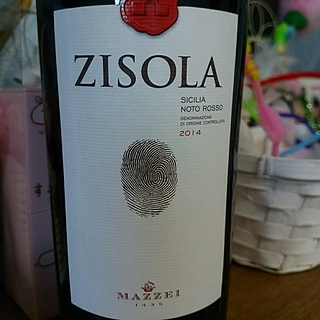 ZISOLA
SICILIA
NOTO ROSSO
DENOMINAZIONE
DI ORIGINE CONTROLLATA
2014
MAZZEI
1435